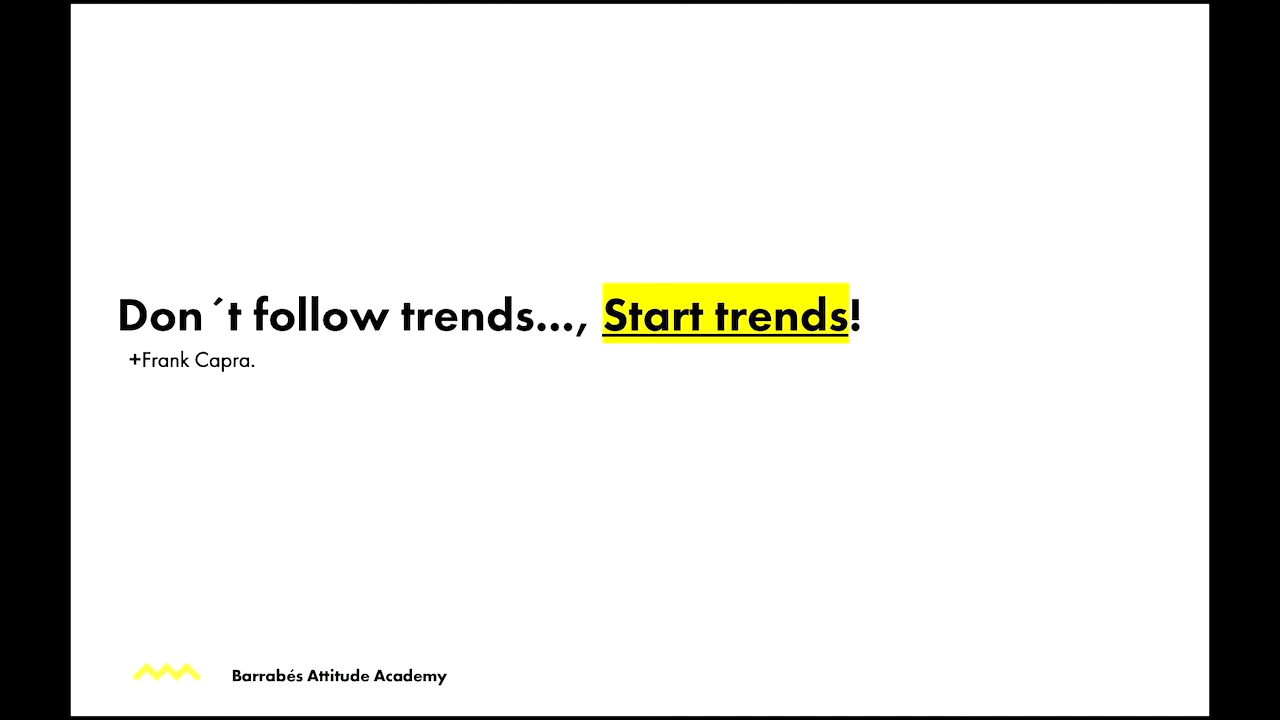 Don´t follow trends..., Start trends!
+Frank Capra.
Barrabés Attitude Academy